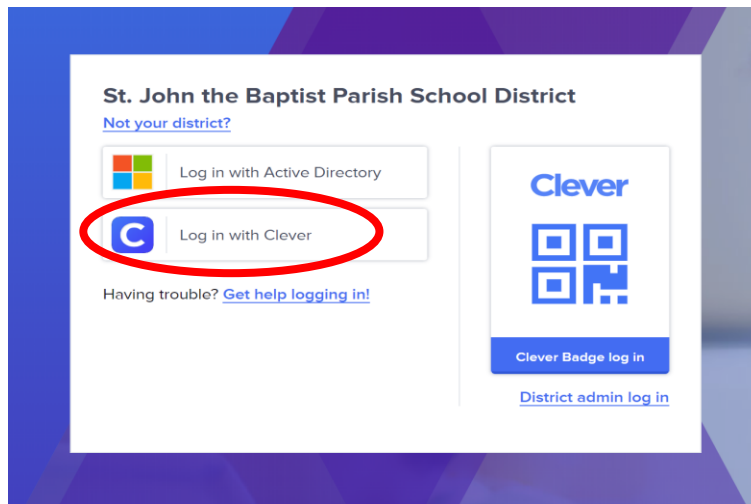 St. John the Baptist Parish School District
Not your district?
Log in with Active Directory
C
Log in with Clever
Having trouble? Get help logging in!
Clever
Clever Badge log in
District admin log in